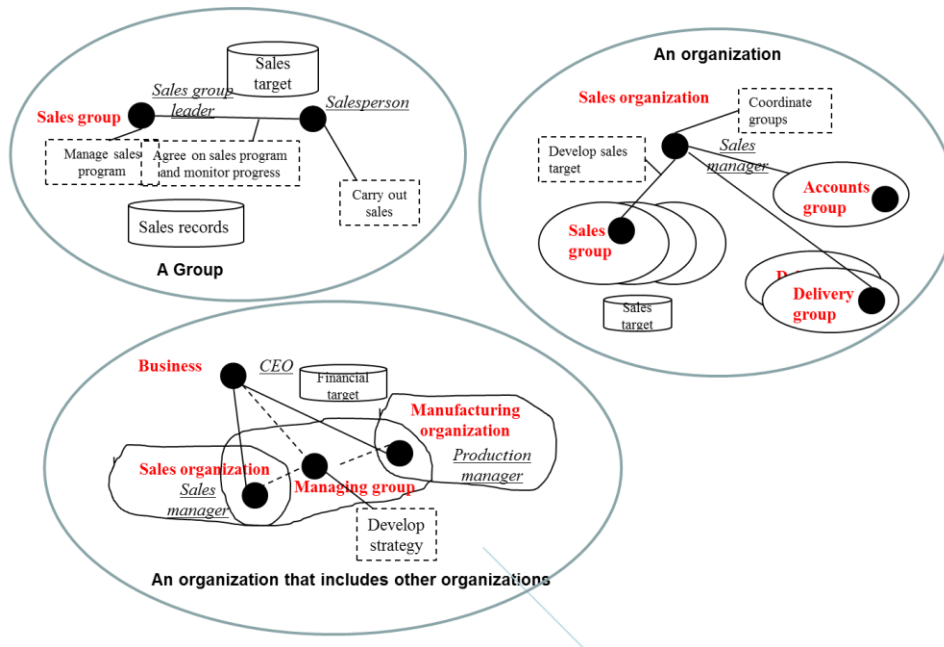 Sales
target
Sales group
leader
Salesperson
Sales group
Manage sales
program
Agree on sales program
and monitor progress
Carry out
sales
Sales records
A Group
An organization
Sales organization
Coordinate
groups
Develop sales
target
Sales
manager
Accounts
group
Sales
group
Delivery
group
Sales
target
Business
CEO
Financial
target
Manufacturing
organization
Sales organization
Production
manager
Sales
manager
Managing group
Develop
strategy
An organization that includes other organizations